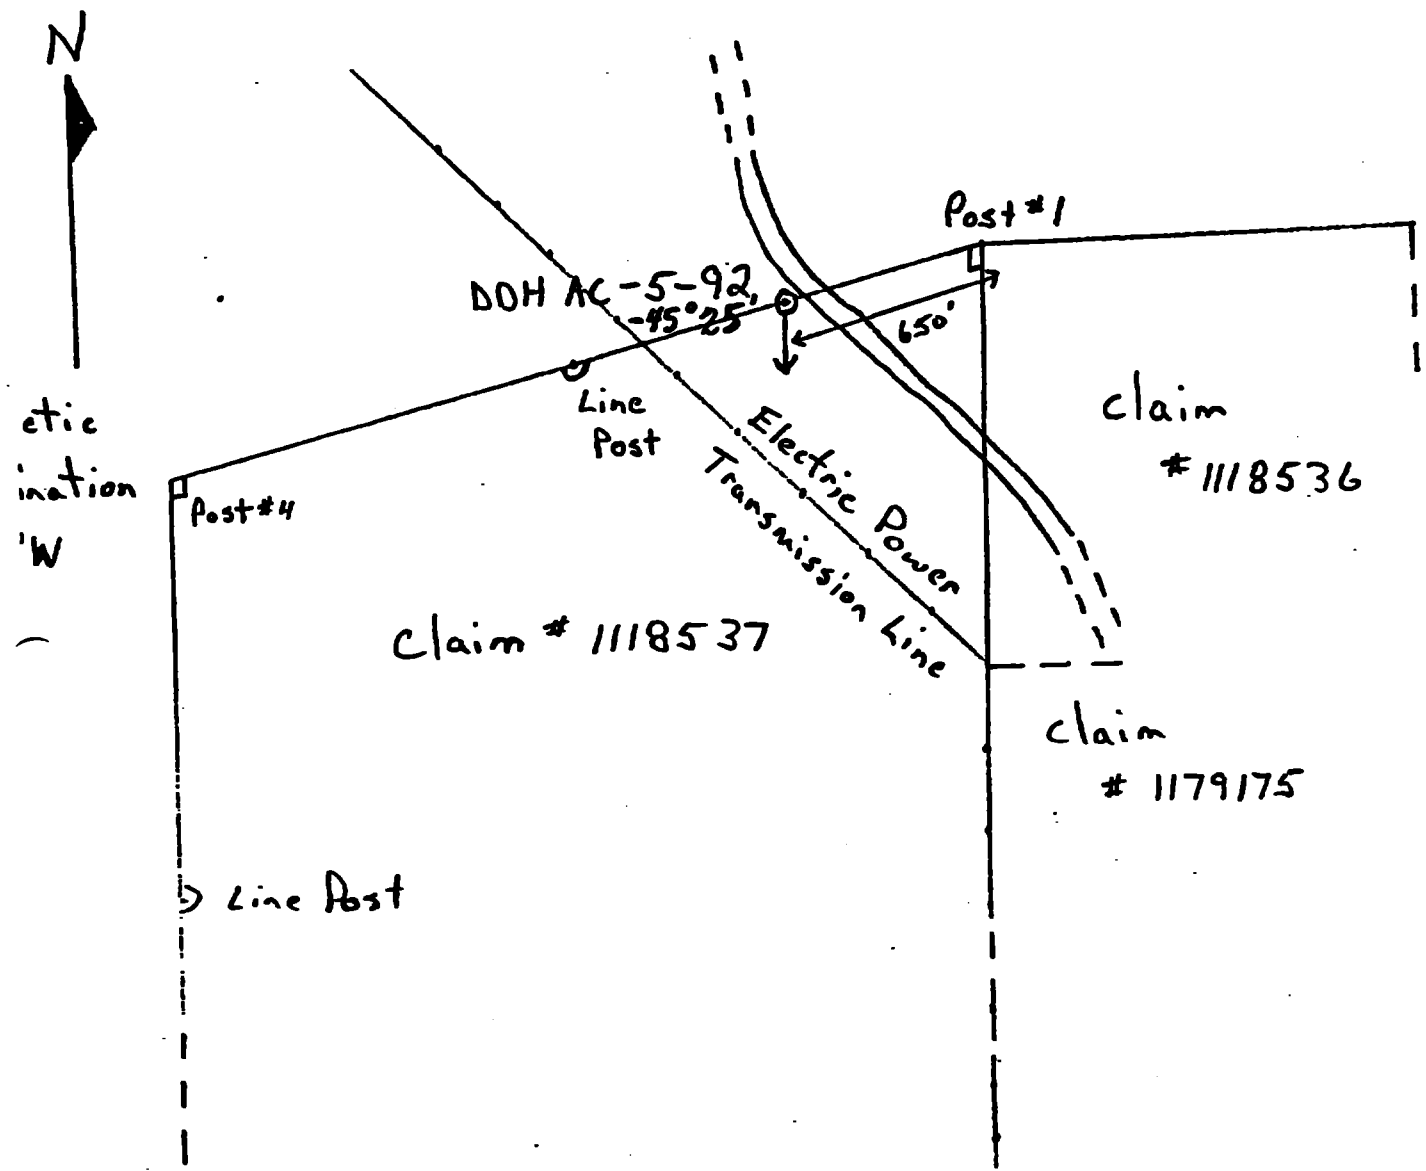 N
Post #1
DDH AC-5-92,
-45°25'
650'
Line
Post
Claim
# 1118536
etic
ination
'W
Post #4
Electric Power
Transmission Line
Claim # 1118537
Claim
# 1179175
Line Post